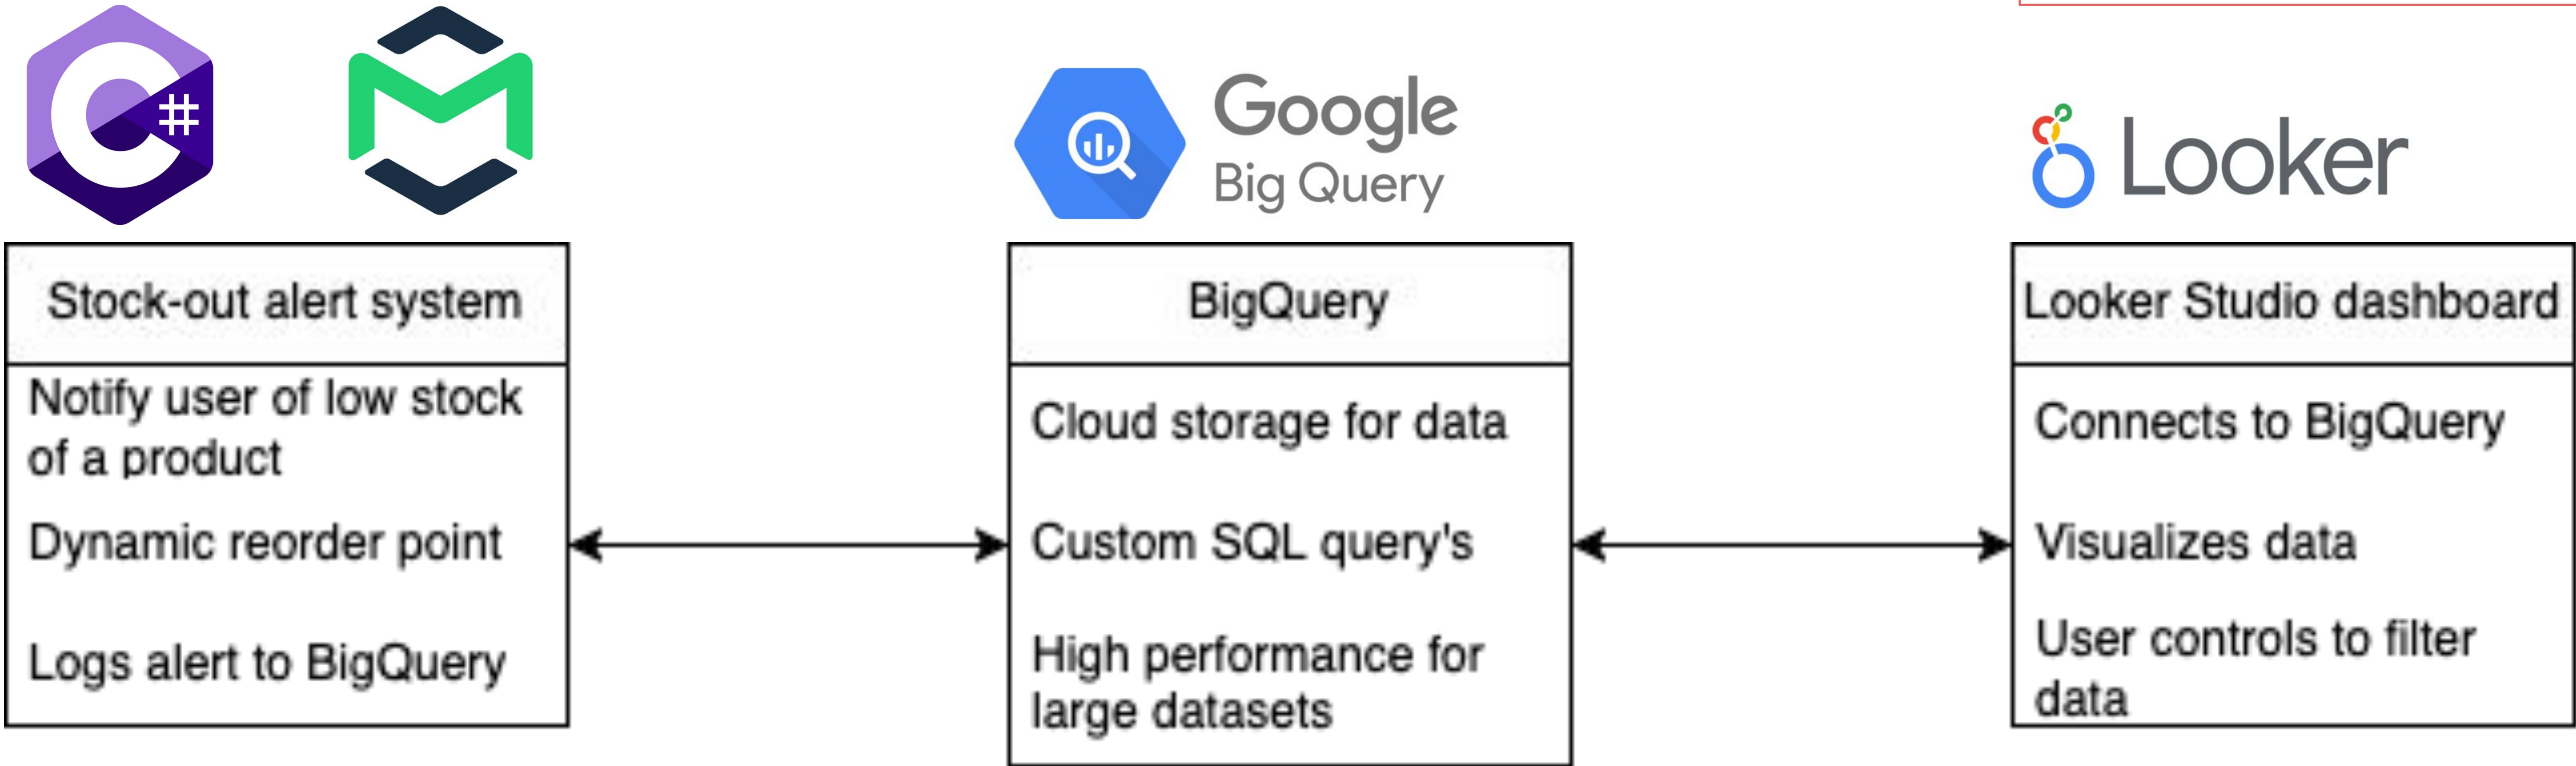 C#
Google
Big Query
Looker
Stock-out alert system
Notify user of low stock
of a product
Dynamic reorder point
Logs alert to BigQuery
BigQuery
Cloud storage for data
Custom SQL query's
High performance for
large datasets
Looker Studio dashboard
Connects to BigQuery
Visualizes data
User controls to filter
data